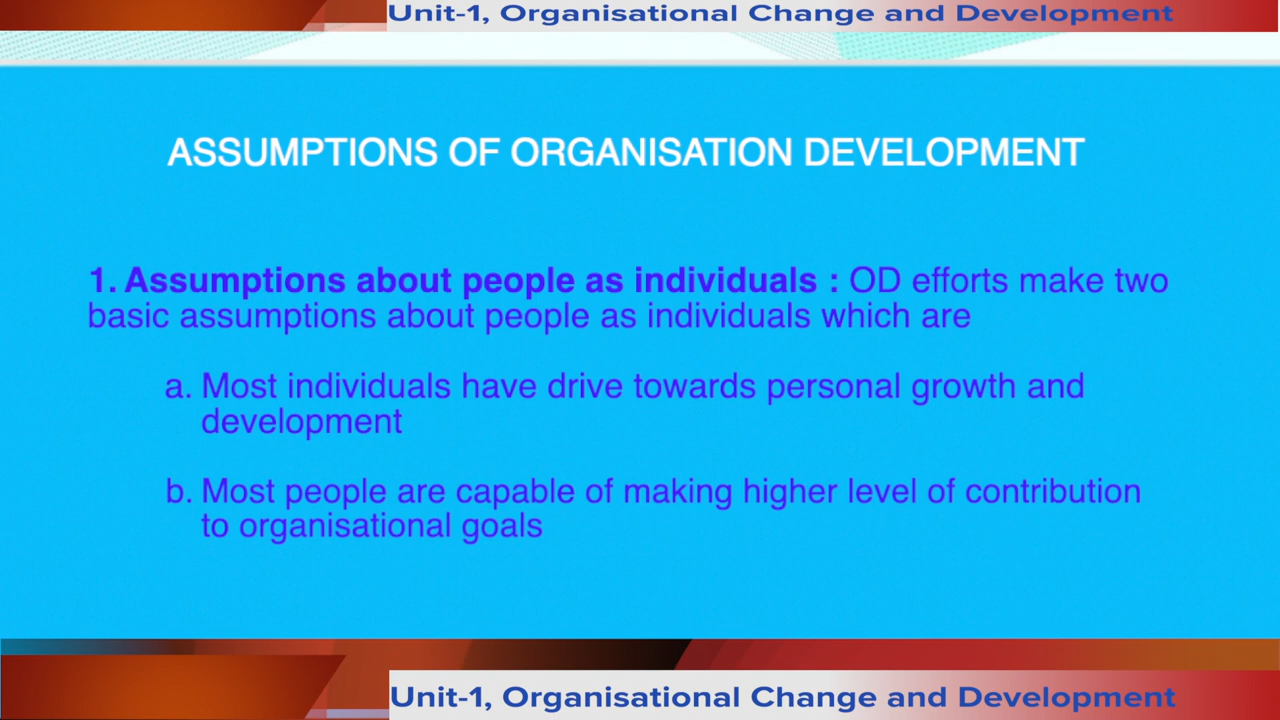 Unit-1, Organisational Change and Development
ASSUMPTIONS OF ORGANISATION DEVELOPMENT
1. Assumptions about people as individuals : OD efforts make two
basic assumptions about people as individuals which are
a. Most individuals have drive towards personal growth and
development
b. Most people are capable of making higher level of contribution
to organisational goals
Unit-1, Organisational Change and Development